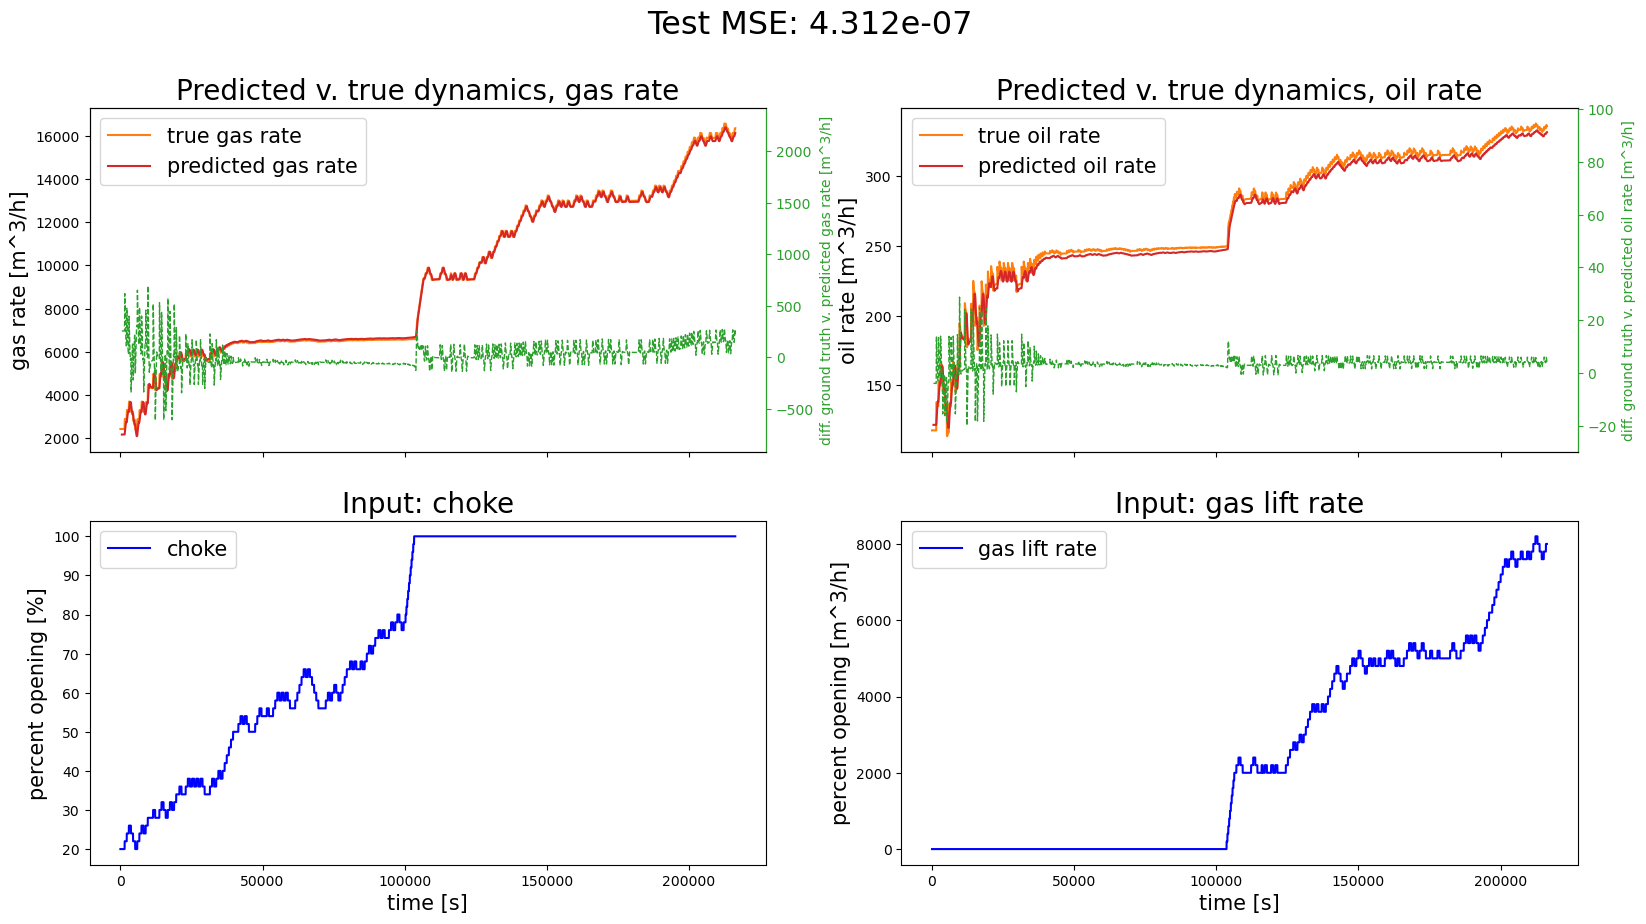 Test MSE: 4.312e-07
Predicted v. true dynamics, gas rate
true gas rate
predicted gas rate
gas rate [m^3/h]
16000
14000
12000
10000
8000
6000
4000
2000
2000
1500
1000
500
0
−500
diff. ground truth v. predicted gas rate [m^3/h]
Predicted v. true dynamics, oil rate
true oil rate
predicted oil rate
oil rate [m^3/h]
300
250
200
150
100
80
60
40
20
0
−20
diff. ground truth v. predicted oil rate [m^3/h]
Input: choke
choke
percent opening [%]
100
90
80
70
60
50
40
30
20
0 50000 100000 150000 200000
time [s]
Input: gas lift rate
gas lift rate
percent opening [m^3/h]
8000
6000
4000
2000
0
0 50000 100000 150000 200000
time [s]